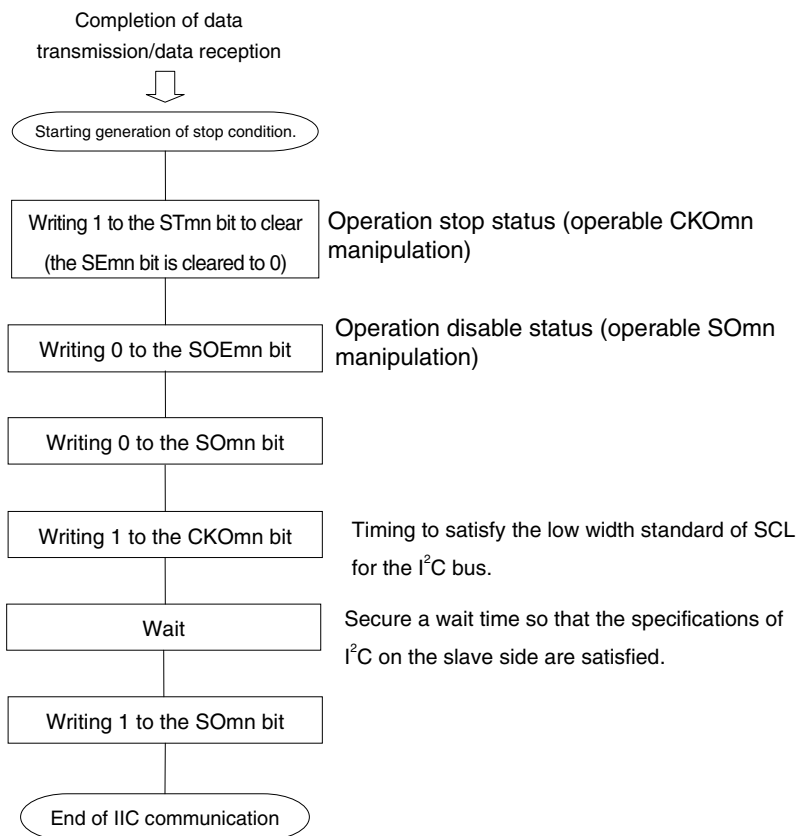 Completion of data
transmission/data reception
Starting generation of stop condition.
Writing 1 to the STmn bit to clear
(the SEmn bit is cleared to 0)
Operation stop status (operable CKOmn
manipulation)
Writing 0 to the SOEmn bit
Operation disable status (operable SOmn
manipulation)
Writing 0 to the SOmn bit
Writing 1 to the CKOmn bit
Timing to satisfy the low width standard of SCL
for the I²C bus.
Wait
Secure a wait time so that the specifications of
I²C on the slave side are satisfied.
Writing 1 to the SOmn bit
End of IIC communication